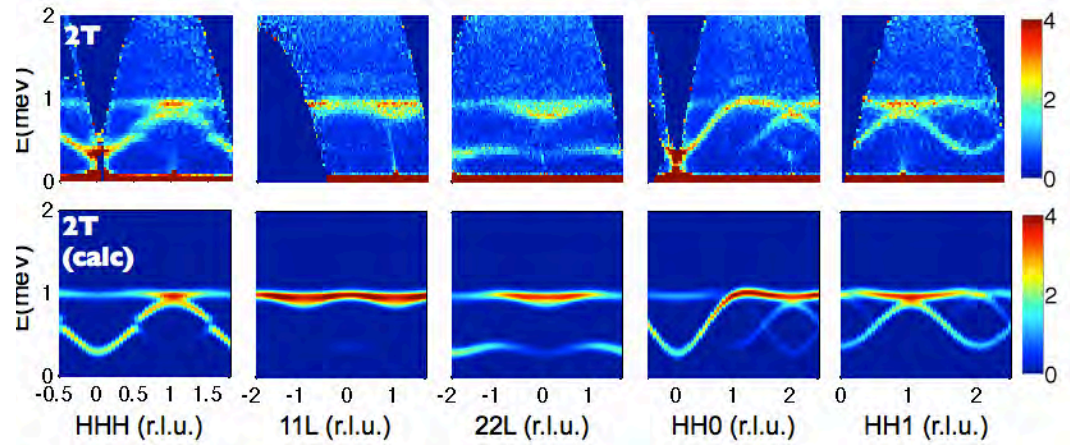 2T
E(meV)
2
1
0
4
2
0
2T
(calc)
E(meV)
2
1
0
4
2
0
-0.5 0 0.5 1 1.5
-2 -1 0 1
-2 -1 0 1
0 1 2
0 1 2
HHH (r.l.u.)
11L (r.l.u.)
22L (r.l.u.)
HH0 (r.l.u.)
HH1 (r.l.u.)